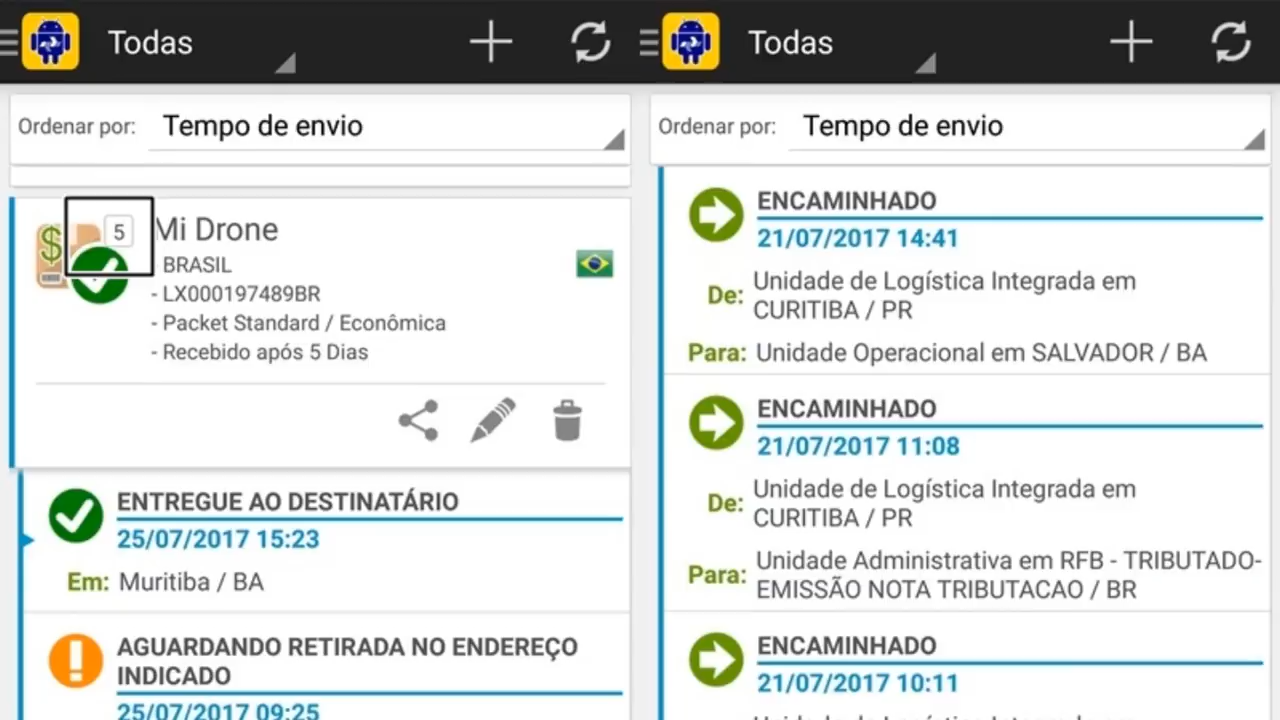 Todas
Ordenar por: Tempo de envio
5
Mi Drone
BRASIL
- LX000197489BR
- Packet Standard / Econômica
- Recebido após 5 Dias
ENTREGUE AO DESTINATÁRIO
25/07/2017 15:23
Em: Muritiba / BA
AGUARDANDO RETIRADA NO ENDEREÇO
INDICADO
25/07/2017 09:25
Todas
Ordenar por: Tempo de envio
ENCAMINHADO
21/07/2017 14:41
De: Unidade de Logística Integrada em
CURITIBA / PR
Para: Unidade Operacional em SALVADOR / BA
ENCAMINHADO
21/07/2017 11:08
De: Unidade de Logística Integrada em
CURITIBA / PR
Para: Unidade Administrativa em RFB - TRIBUTADO-
EMISSÃO NOTA TRIBUTACAO / BR
ENCAMINHADO
21/07/2017 10:11